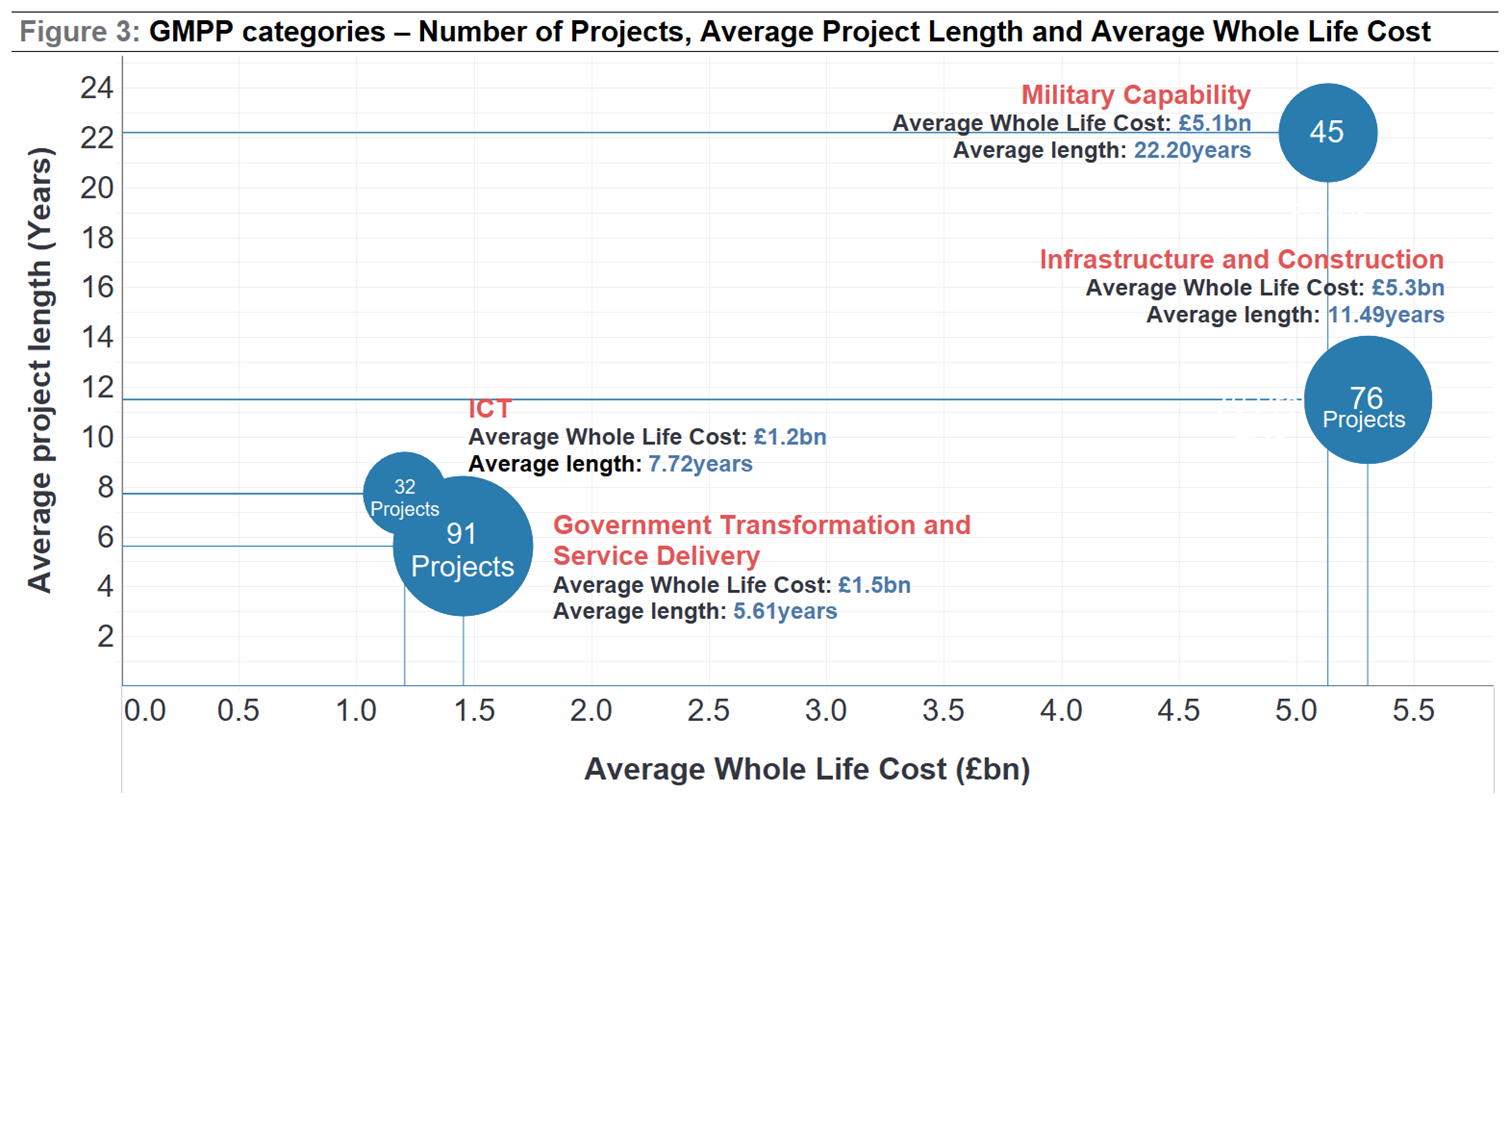 Figure 3: GMPP categories – Number of Projects, Average Project Length and Average Whole Life Cost
Average project length (Years)
24
22
20
18
16
14
12
10
8
6
4
2
Military Capability
Average Whole Life Cost: £5.1bn
Average length: 22.20years
45
Infrastructure and Construction
Average Whole Life Cost: £5.3bn
Average length: 11.49years
76
Projects
ICT
Average Whole Life Cost: £1.2bn
Average length: 7.72years
32
Projects
91
Projects
Government Transformation and
Service Delivery
Average Whole Life Cost: £1.5bn
Average length: 5.61years
0.0 0.5 1.0 1.5 2.0 2.5 3.0 3.5 4.0 4.5 5.0 5.5
Average Whole Life Cost (£bn)